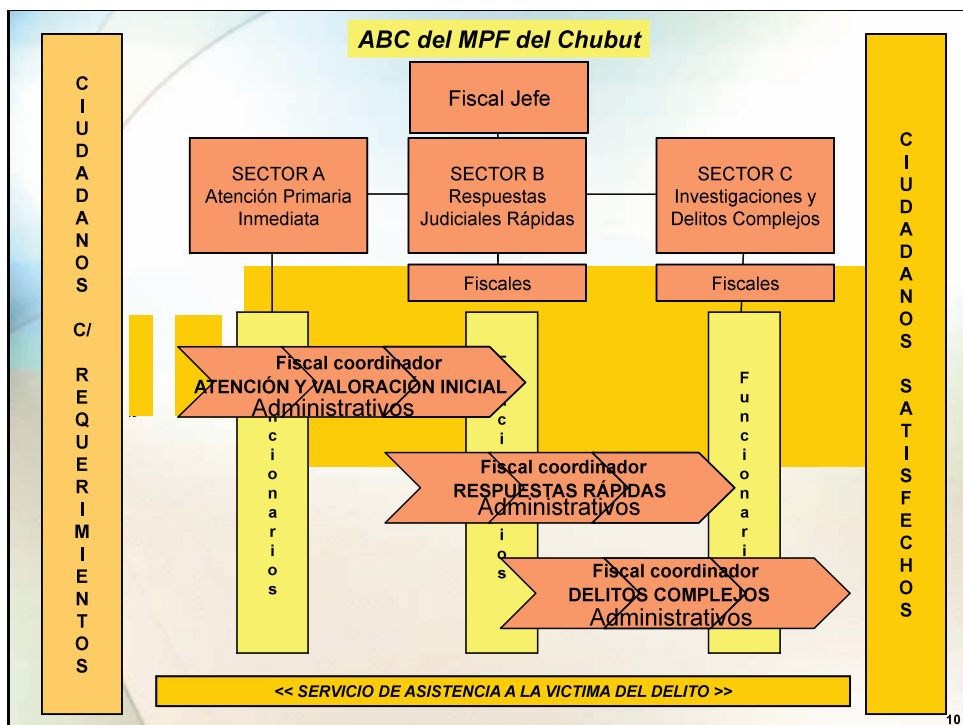 ABC del MPF del Chubut
CIUDADANOS C/ REQUERIMIENTOS
Fiscal Jefe
SECTOR A
Atención Primaria
Inmediata
SECTOR B
Respuestas
Judiciales Rápidas
SECTOR C
Investigaciones y
Delitos Complejos
Fiscales
Fiscales
Fiscal coordinador
ATENCIÓN Y VALORACIÓN INICIAL
Administrativos
Fiscal coordinador
RESPUESTAS RÁPIDAS
Administrativos
Fiscal coordinador
DELITOS COMPLEJOS
Administrativos
CIUDADANOS SATISFECHOS
<< SERVICIO DE ASISTENCIA A LA VICTIMA DEL DELITO >>
10